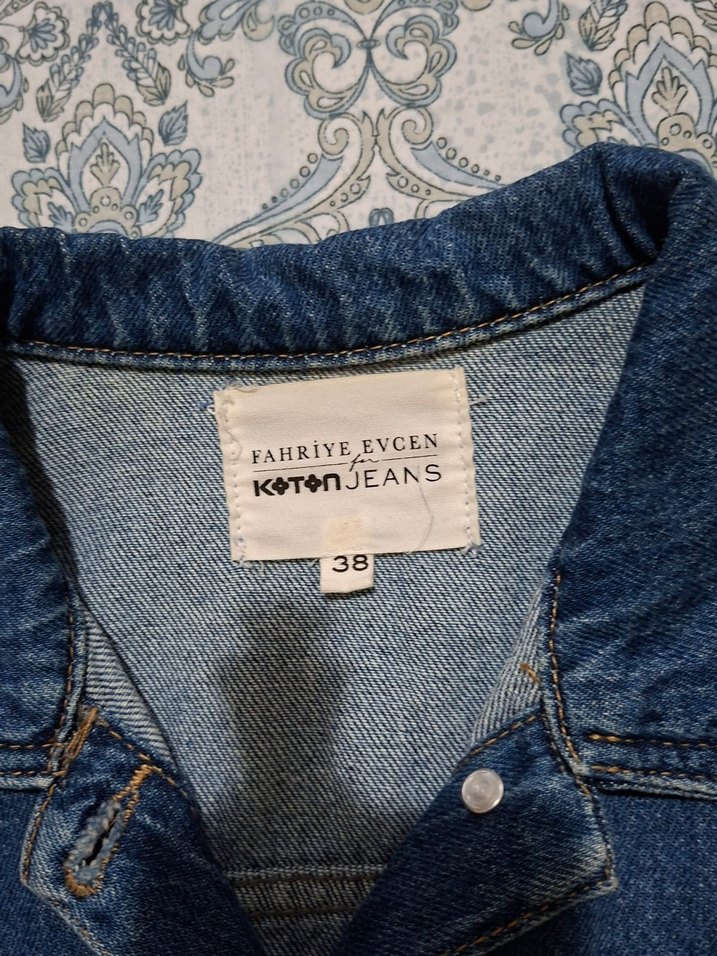 FAHRİYE EVCEN
for
KOTON JEANS
38